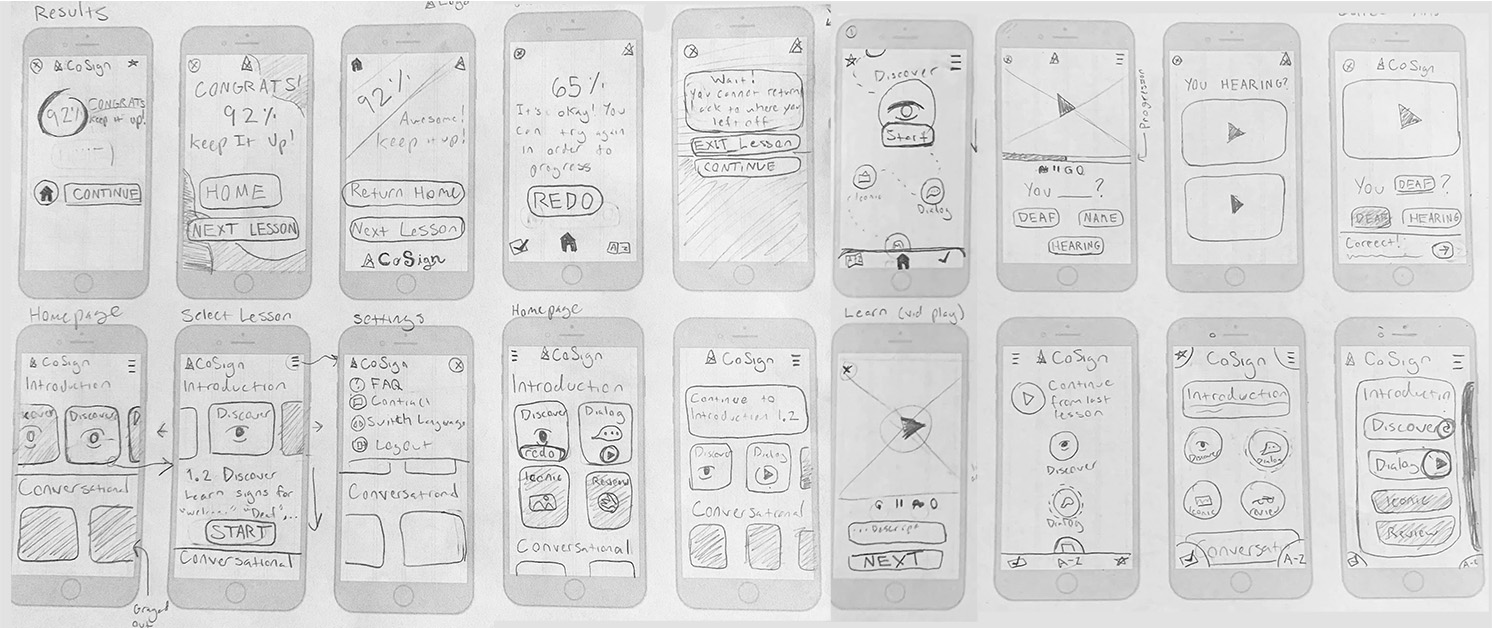 Results
CoSign
92%
CONGRATS
keep it up!
CONTINUE
CONGRATS!
92%
keep It Up!
HOME
NEXT LESSON
92%
Awesome!
keep it up!
Return Home
Next Lesson
CoSign
65%
It's okay! You
can try again
in order to
progress
REDO
A Z
Wait!
You cannot return
back to where you
left off
EXIT Lesson
CONTINUE
Discover
Start
Iconic
Dialog
Progression
You ___?
DEAF
NAME
HEARING
YOU HEARING?
CoSign
You DEAF?
DEAF
HEARING
Correct!
Homepage
CoSign
Introduction
Discover
Conversational
Grayed
out
Select Lesson
CoSign
Introduction
Discover
1.2 Discover
Learn signs for
"Deaf"...
START
Conversational
Settings
CoSign
FAQ
Contract
Switch Language
Logout
Conversational
Homepage
CoSign
Introduction
Discover
Dialog
redo
Iconic
Review
Conversational
CoSign
Continue to
Introduction 1.2
Discover
Dialog
Conversational
Learn (vid play)
Descript
NEXT
CoSign
Continue
from last
lesson
Discover
Dialog
A-Z
CoSign
Introduction
Discover
Dialog
Iconic
Conversat
A-Z
CoSign
Introductin
Discover
Dialog
Iconic
Review
A-Z